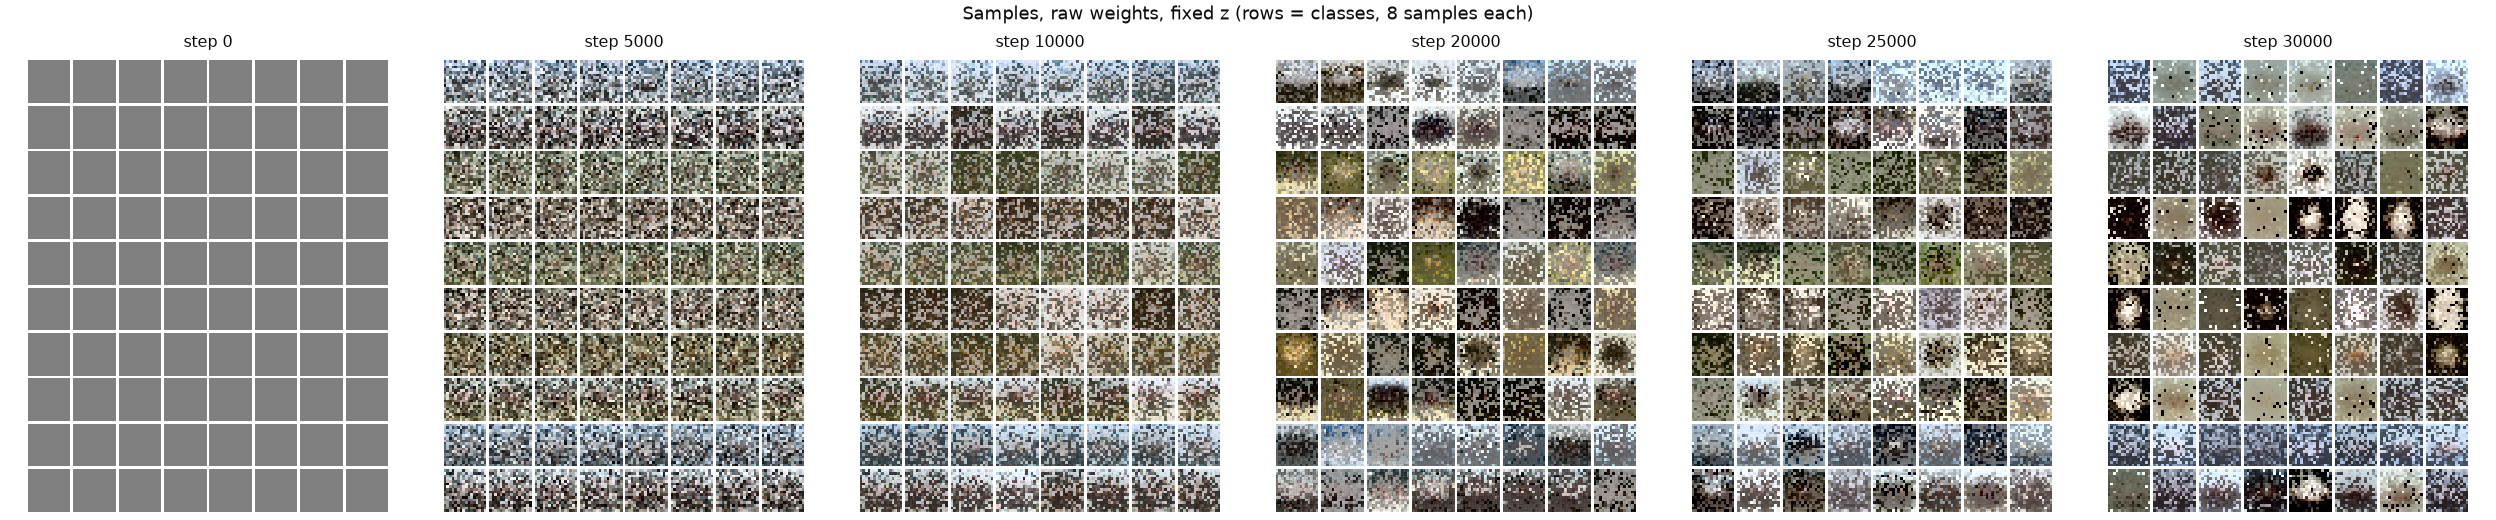 Samples, raw weights, fixed z (rows = classes, 8 samples each)
step 0
step 5000
step 10000
step 20000
step 25000
step 30000